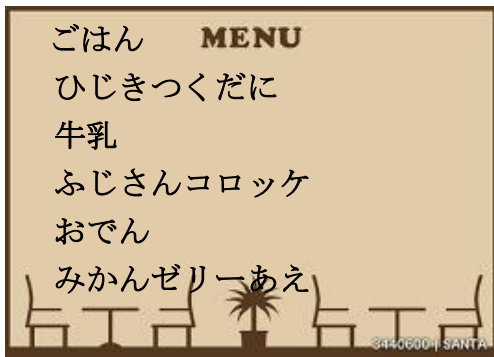 ごはん MENU
ひじきつくだに
牛乳
ふじさんコロッケ
おでん
みかんゼリーあえ
3440600 | SANTA